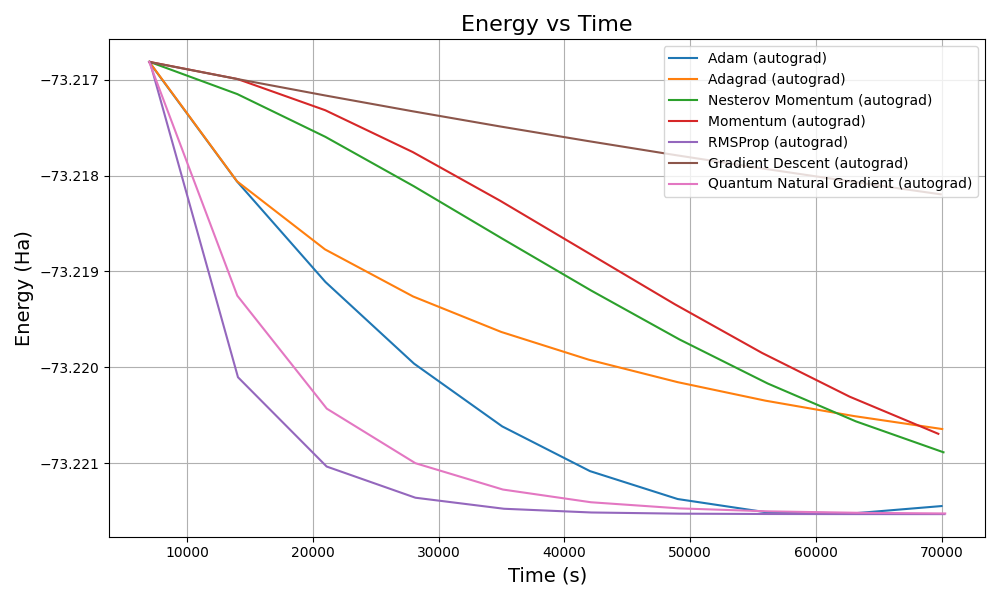 Energy vs Time
Adam (autograd)
Adagrad (autograd)
Nesterov Momentum (autograd)
Momentum (autograd)
RMSProp (autograd)
Gradient Descent (autograd)
Quantum Natural Gradient (autograd)
Energy (Ha)
−73.217
−73.218
−73.219
−73.220
−73.221
10000
20000
30000
40000
50000
60000
70000
Time (s)